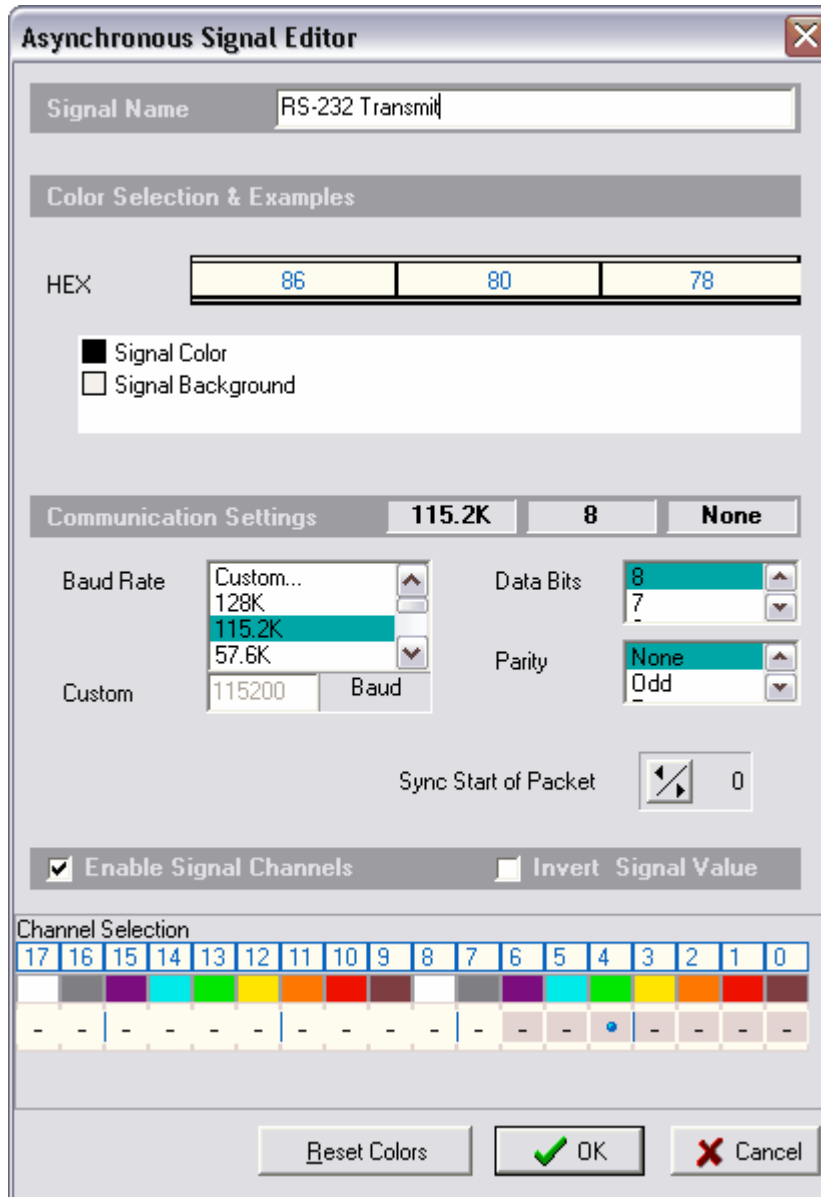 Asynchronous Signal Editor
Signal Name RS-232 Transmit
Color Selection & Examples
HEX 86 80 78
Signal Color
Signal Background
Communication Settings 115.2K 8 None
Baud Rate Custom... 128K 115.2K 57.6K
Data Bits 8 7
Parity None Odd
Custom 115200 Baud
Sync Start of Packet 0
Enable Signal Channels Invert Signal Value
Channel Selection
17 16 15 14 13 12 11 10 9 8 7 6 5 4 3 2 1 0
- - - - - - - - - - - - - - - - -
Reset Colors OK Cancel